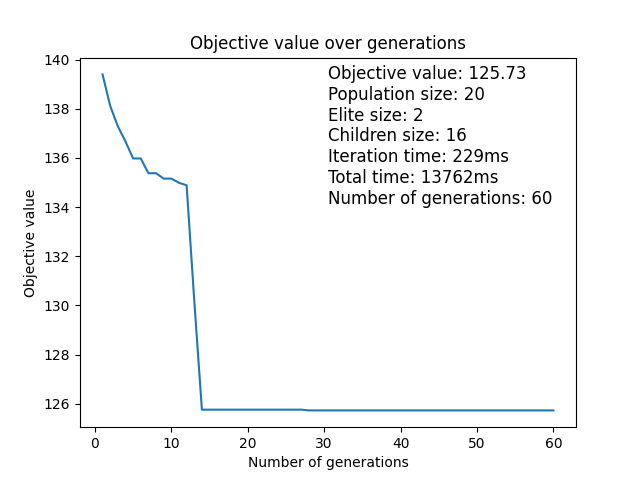 Objective value over generations
140
138
136
134
132
130
128
126
Objective value
Objective value: 125.73
Population size: 20
Elite size: 2
Children size: 16
Iteration time: 229ms
Total time: 13762ms
Number of generations: 60
0 10 20 30 40 50 60
Number of generations